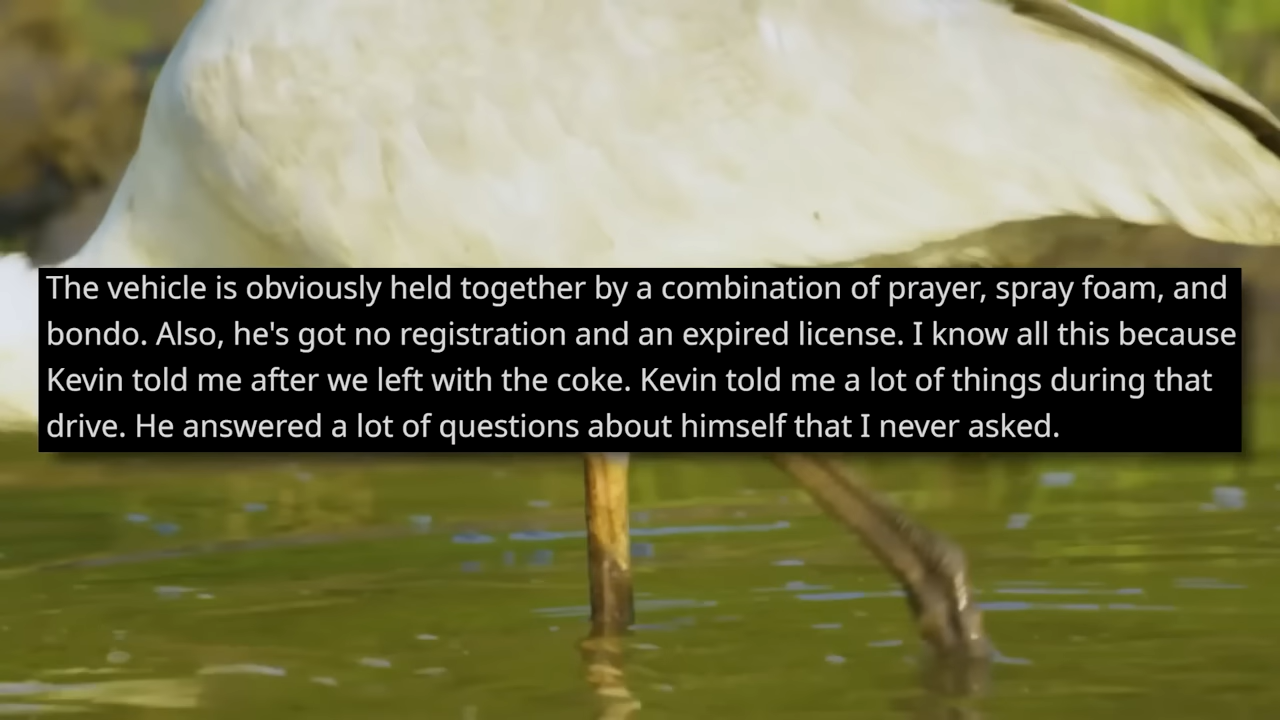 The vehicle is obviously held together by a combination of prayer, spray foam, and
bondo. Also, he's got no registration and an expired license. I know all this because
Kevin told me after we left with the coke. Kevin told me a lot of things during that
drive. He answered a lot of questions about himself that I never asked.